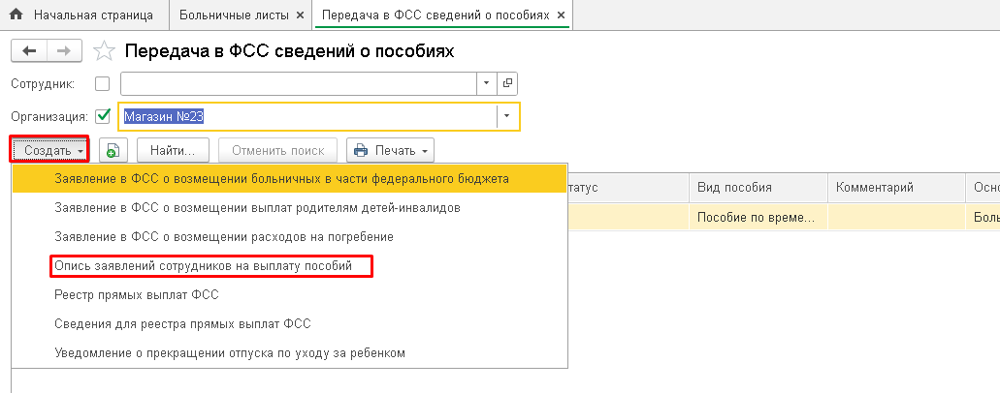 Начальная страница Больничные листы × Передача в ФСС сведений о пособиях ×
Передача в ФСС сведений о пособиях
Сотрудник:
Организация: Магазин №23
Создать Найти... Отменить поиск Печать
Заявление в ФСС о возмещении больничных в части федерального бюджета
Заявление в ФСС о возмещении выплат родителям детей-инвалидов
Заявление в ФСС о возмещении расходов на погребение
Опись заявлений сотрудников на выплату пособий
Реестр прямых выплат ФСС
Сведения для реестра прямых выплат ФСС
Уведомление о прекращении отпуска по уходу за ребенком
татус Вид пособия Комментарий Осно
Пособие по време... Боль